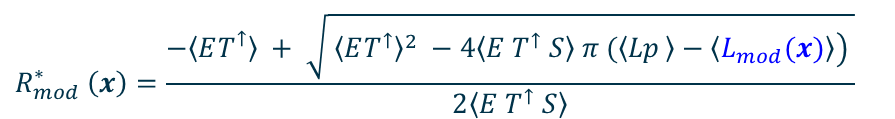 R*mod (x) = (−⟨ET↑⟩ + √(⟨ET↑⟩² − 4⟨E T↑ S⟩ π (⟨Lp ⟩ − ⟨Lmod(x)⟩))) / 2⟨E T↑ S⟩